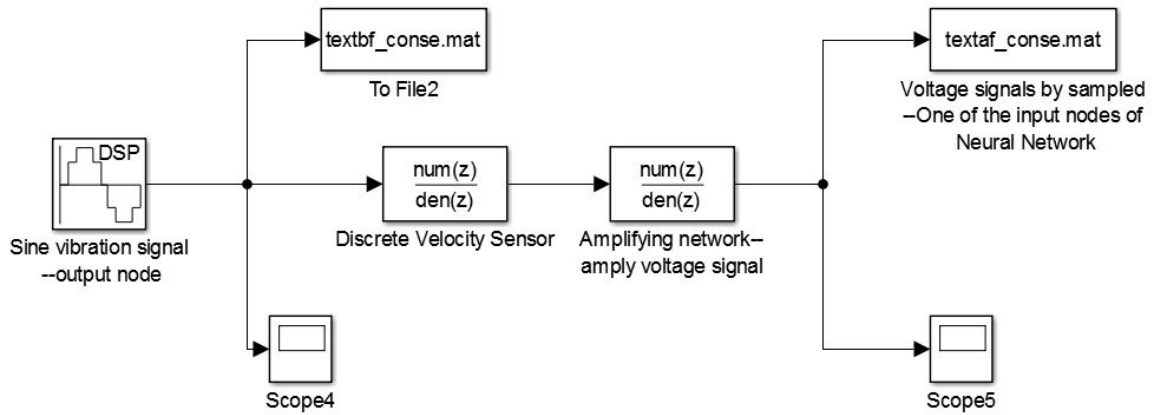 textbf_conse.mat
To File2
textaf_conse.mat
Voltage signals by sampled
--One of the input nodes of
Neural Network
DSP
Sine vibration signal
--output node
num(z)
den(z)
Discrete Velocity Sensor
num(z)
den(z)
Amplifying network--
amply voltage signal
Scope4
Scope5